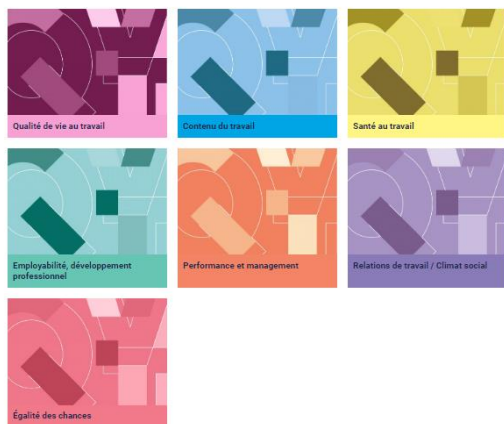 Qualité de vie au travail
Contenu du travail
Santé au travail
Employabilité, développement
professionnel
Performance et management
Relations de travail / Climat social
Égalité des chances